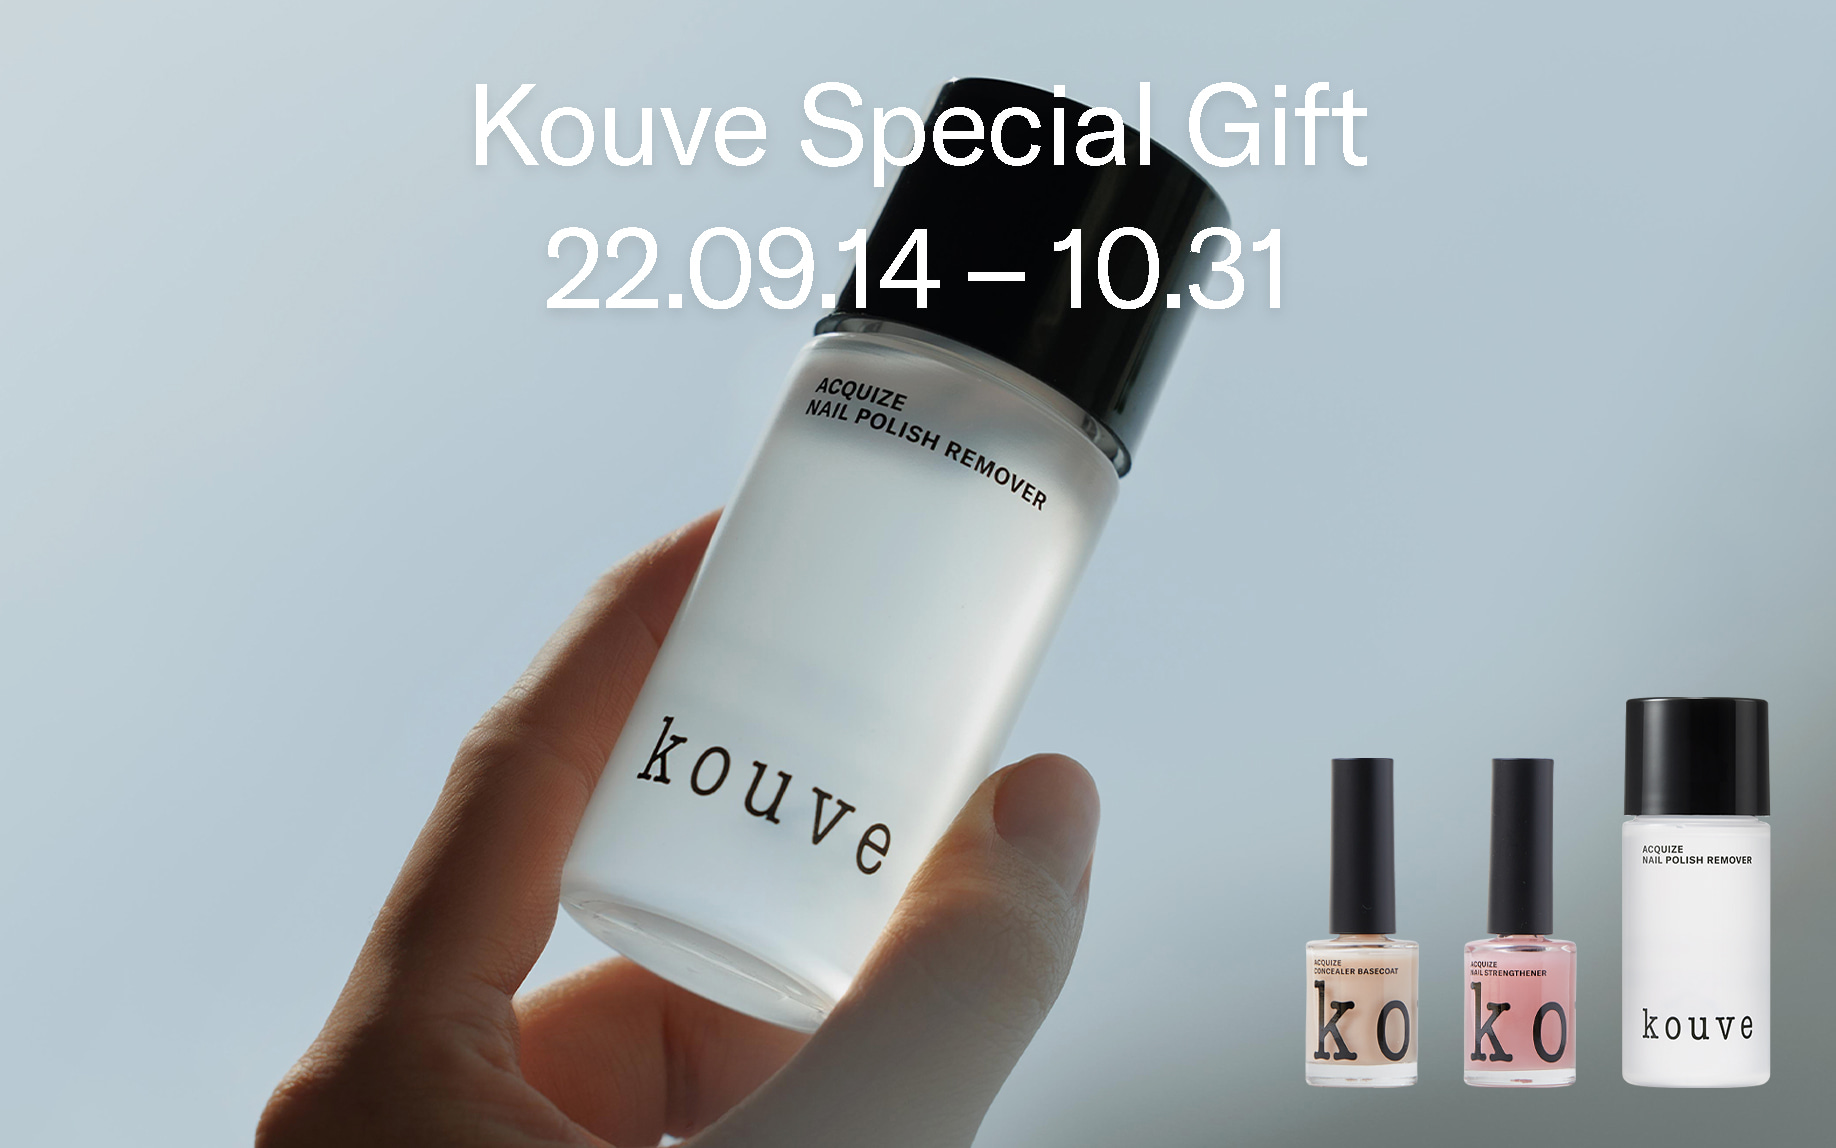 Kouve Special Gift
22.09.14 – 10.31
ACQUIZE
NAIL POLISH REMOVER
kouve
ACQUIZE
CONCEALER BASECOAT
ko
ACQUIZE
NAIL STRENGTHENER
ko
ACQUIZE
NAIL POLISH REMOVER
kouve